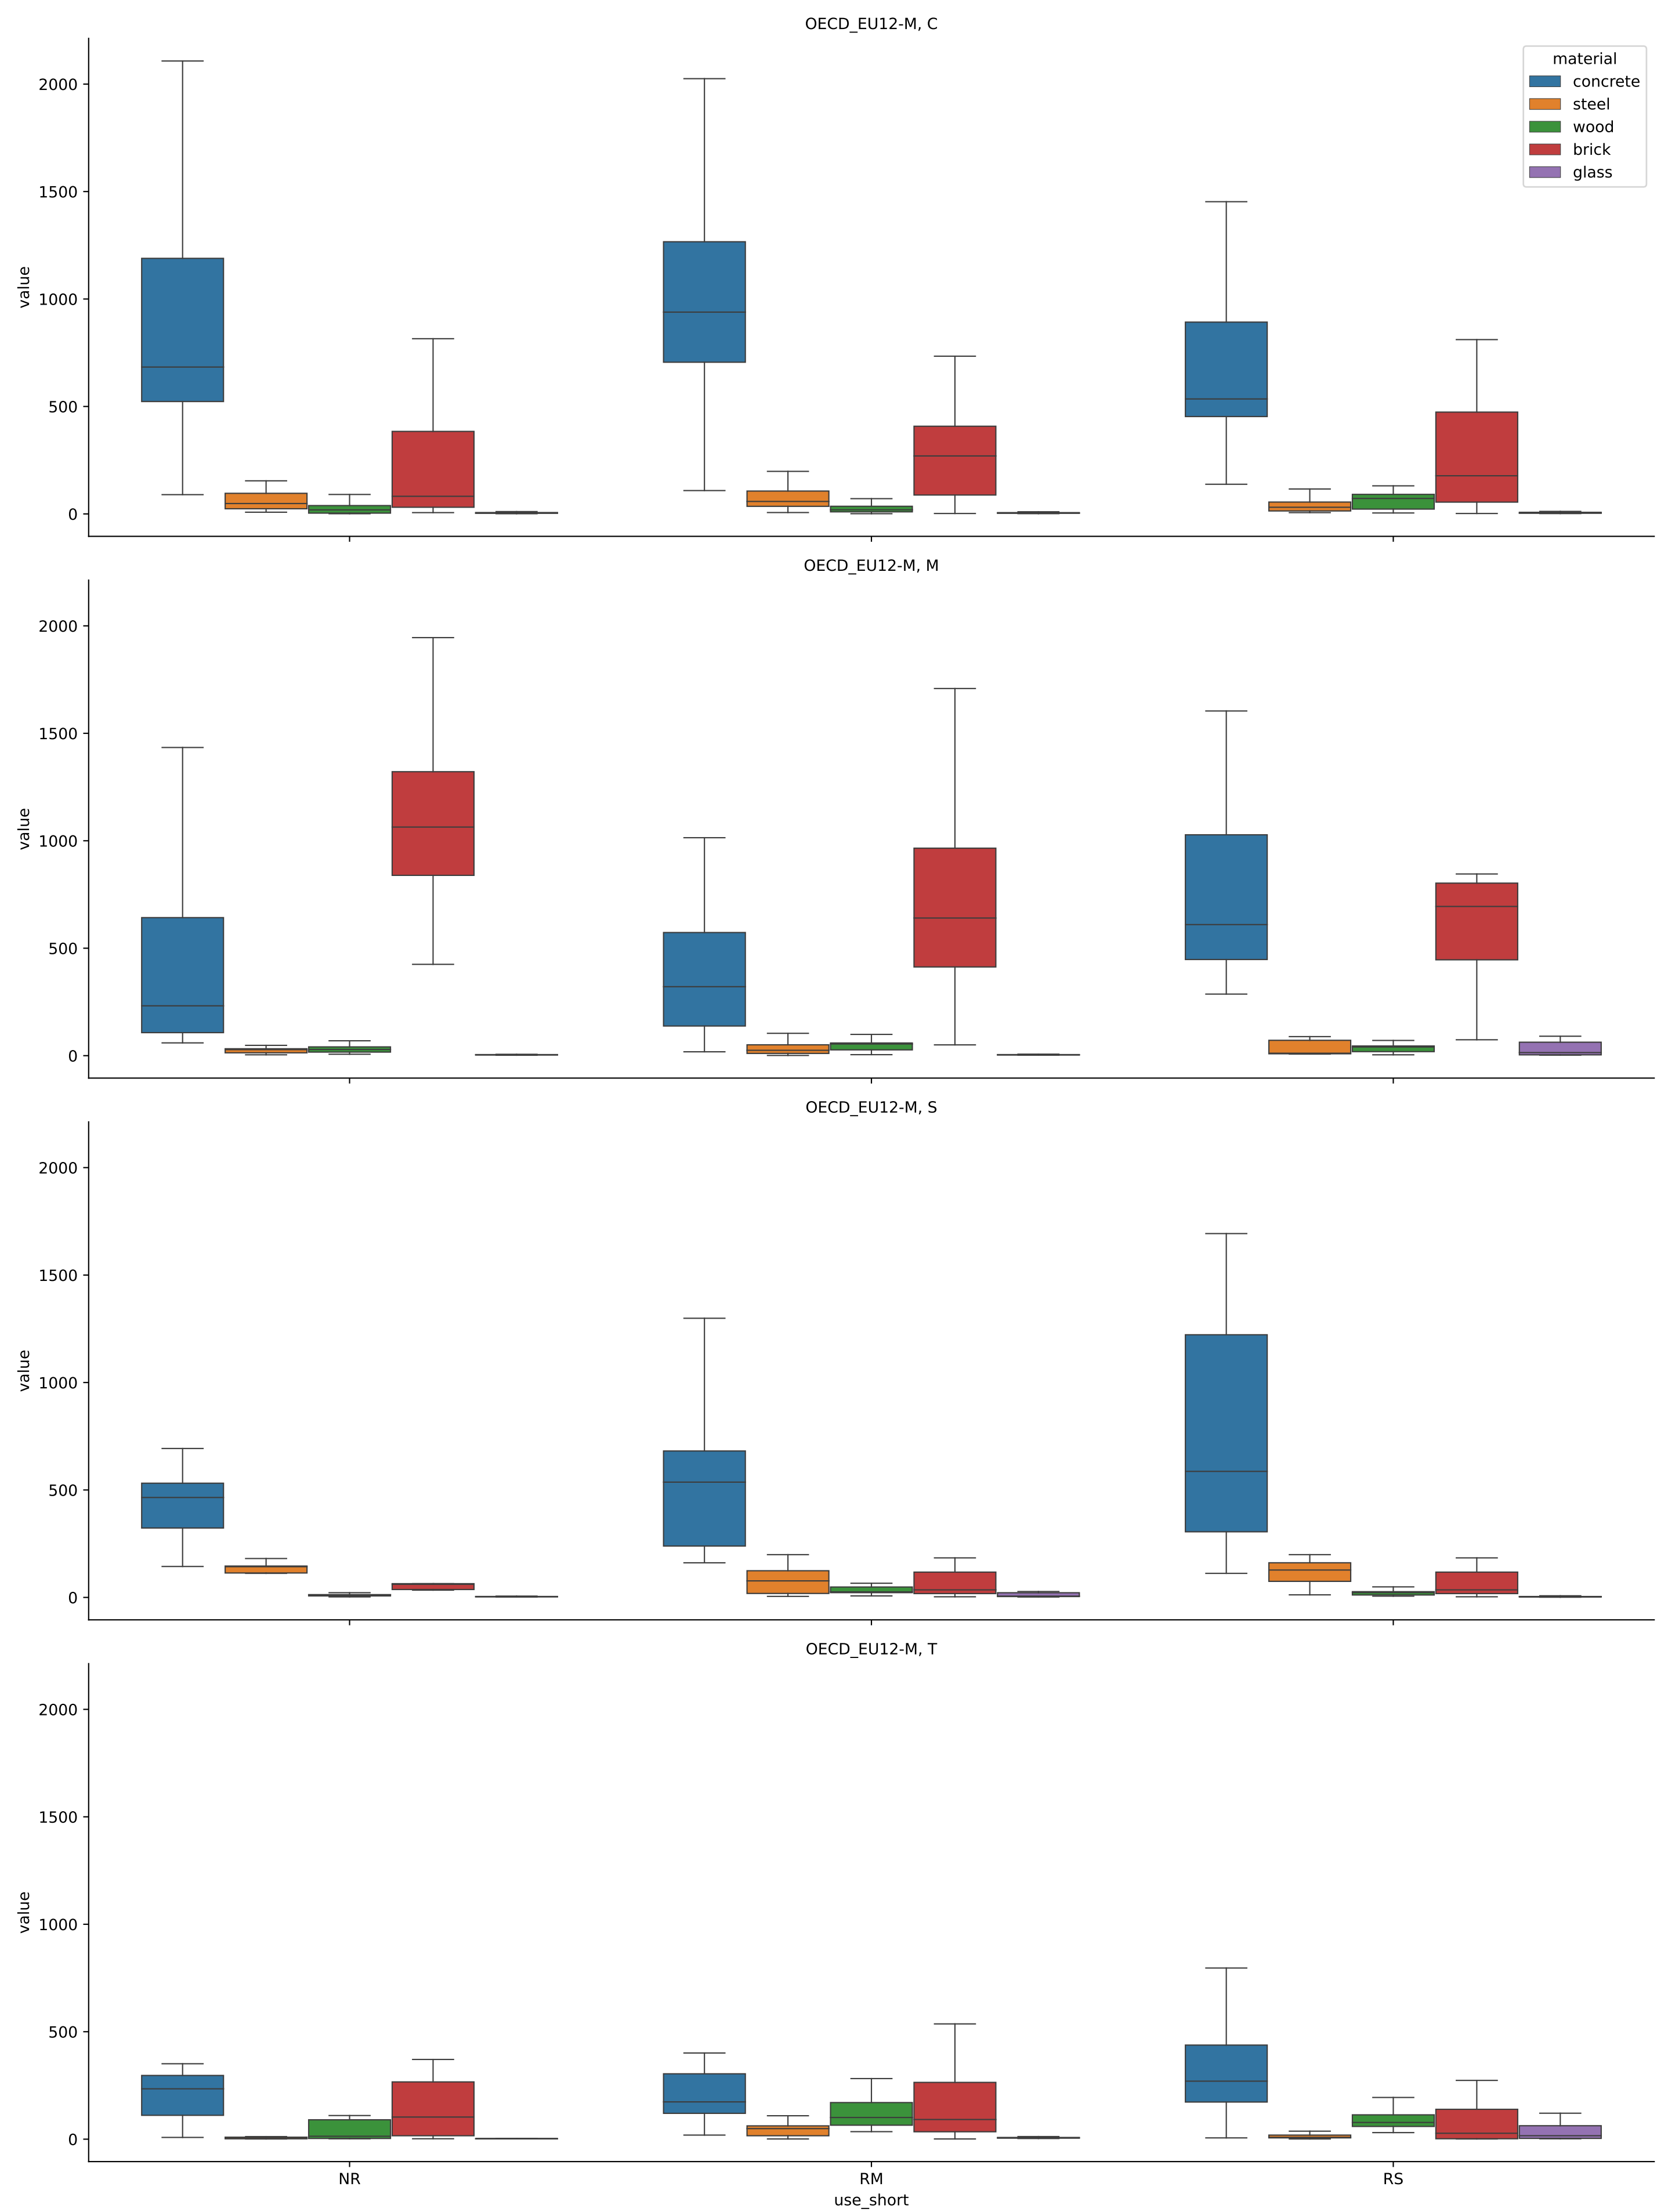 OECD_EU12-M, C
value
2000
1500
1000
500
0
material
concrete
steel
wood
brick
glass
OECD_EU12-M, M
value
2000
1500
1000
500
0
OECD_EU12-M, S
value
2000
1500
1000
500
0
OECD_EU12-M, T
value
2000
1500
1000
500
0
NR RM RS
use_short